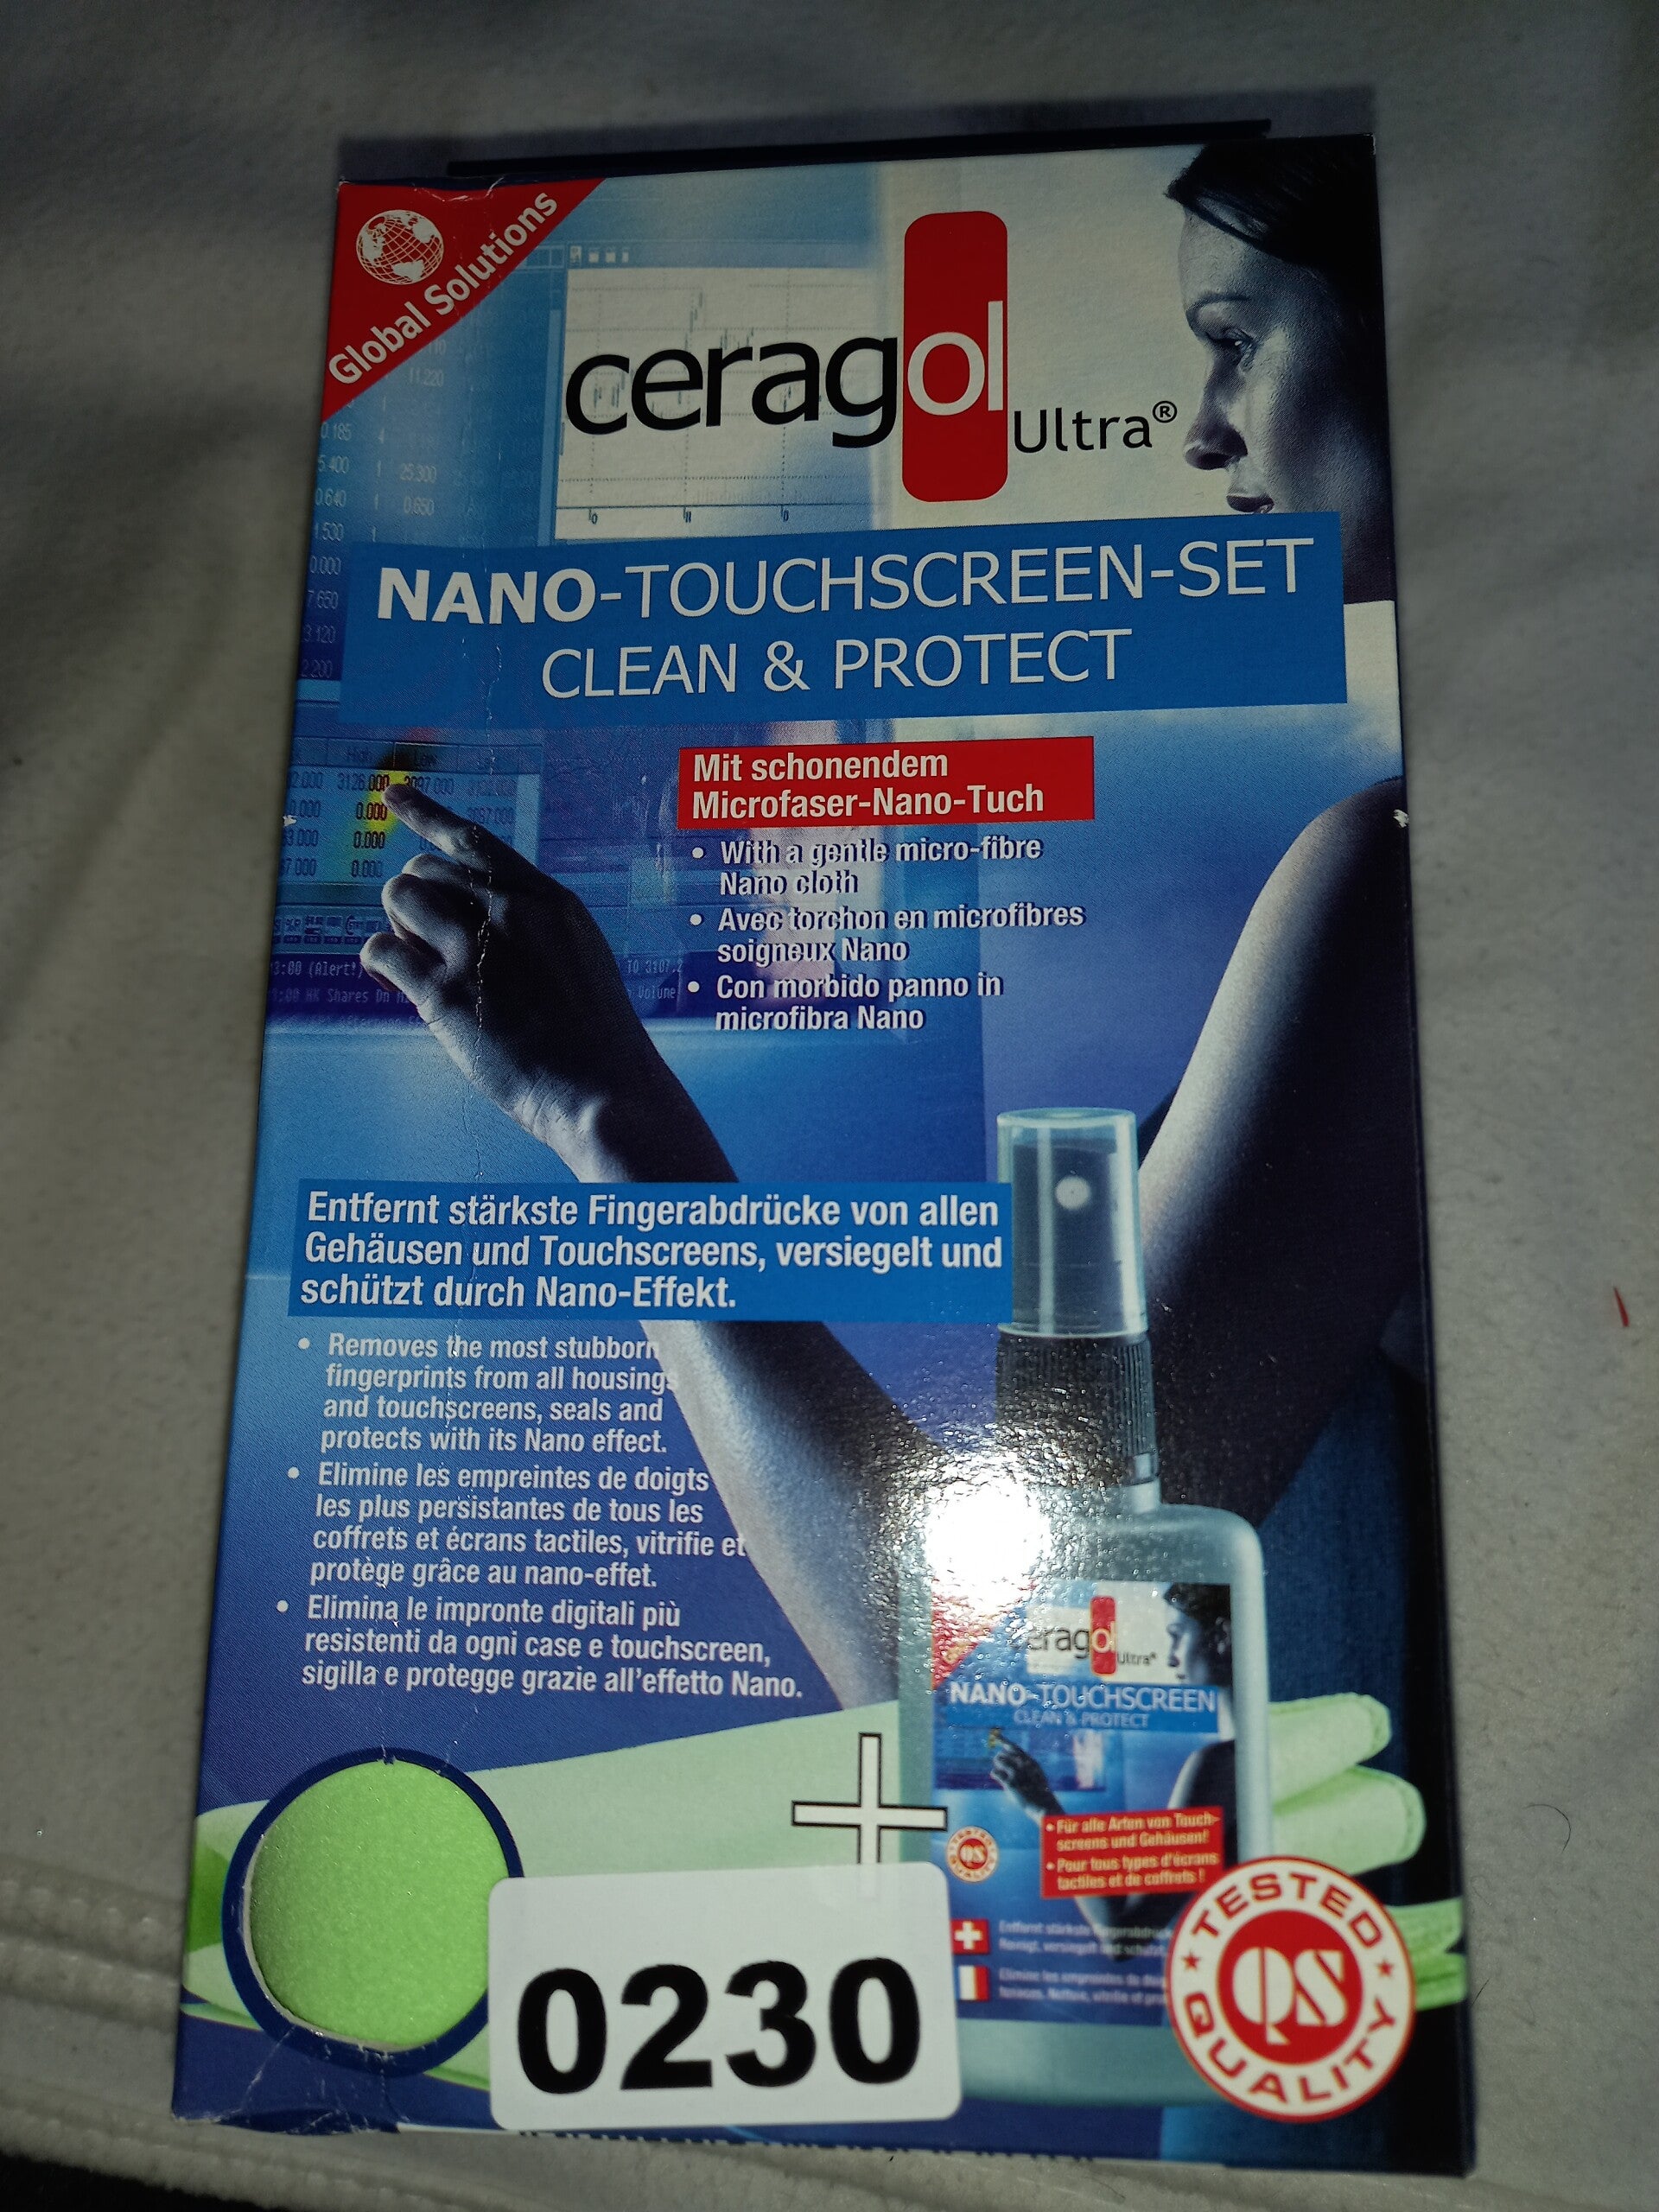 Global Solutions
ceragol
Ultra®
NANO-TOUCHSCREEN-SET
CLEAN & PROTECT
Mit schonendem
Microfaser-Nano-Tuch
• With a gentle micro-fibre
Nano cloth
• Avec torchon en microfibres
soigneux Nano
• Con morbido panno in
microfibra Nano
Entfernt stärkste Fingerabdrücke von allen
Gehäusen und Touchscreens, versiegelt und
schützt durch Nano-Effekt.
• Removes the most stubborn
fingerprints from all housings
and touchscreens, seals and
protects with its Nano effect.
• Elimine les empreintes de doigts
les plus persistantes de tous les
coffrets et écrans tactiles, vitrifie et
protège grâce au nano-effet.
• Elimina le impronte digitali più
resistenti da ogni case e touchscreen,
sigilla e protegge grazie all'effetto Nano.
ceragol
Ultra®
NANO-TOUCHSCREEN
CLEAN & PROTECT
• Für alle Arten von Touch-
screens und Gehäusen!
• Pour tous types d'écrans
tactiles et de coffrets !
QS
Entfernt stärkste
0230
TESTED
QS
QUALITY